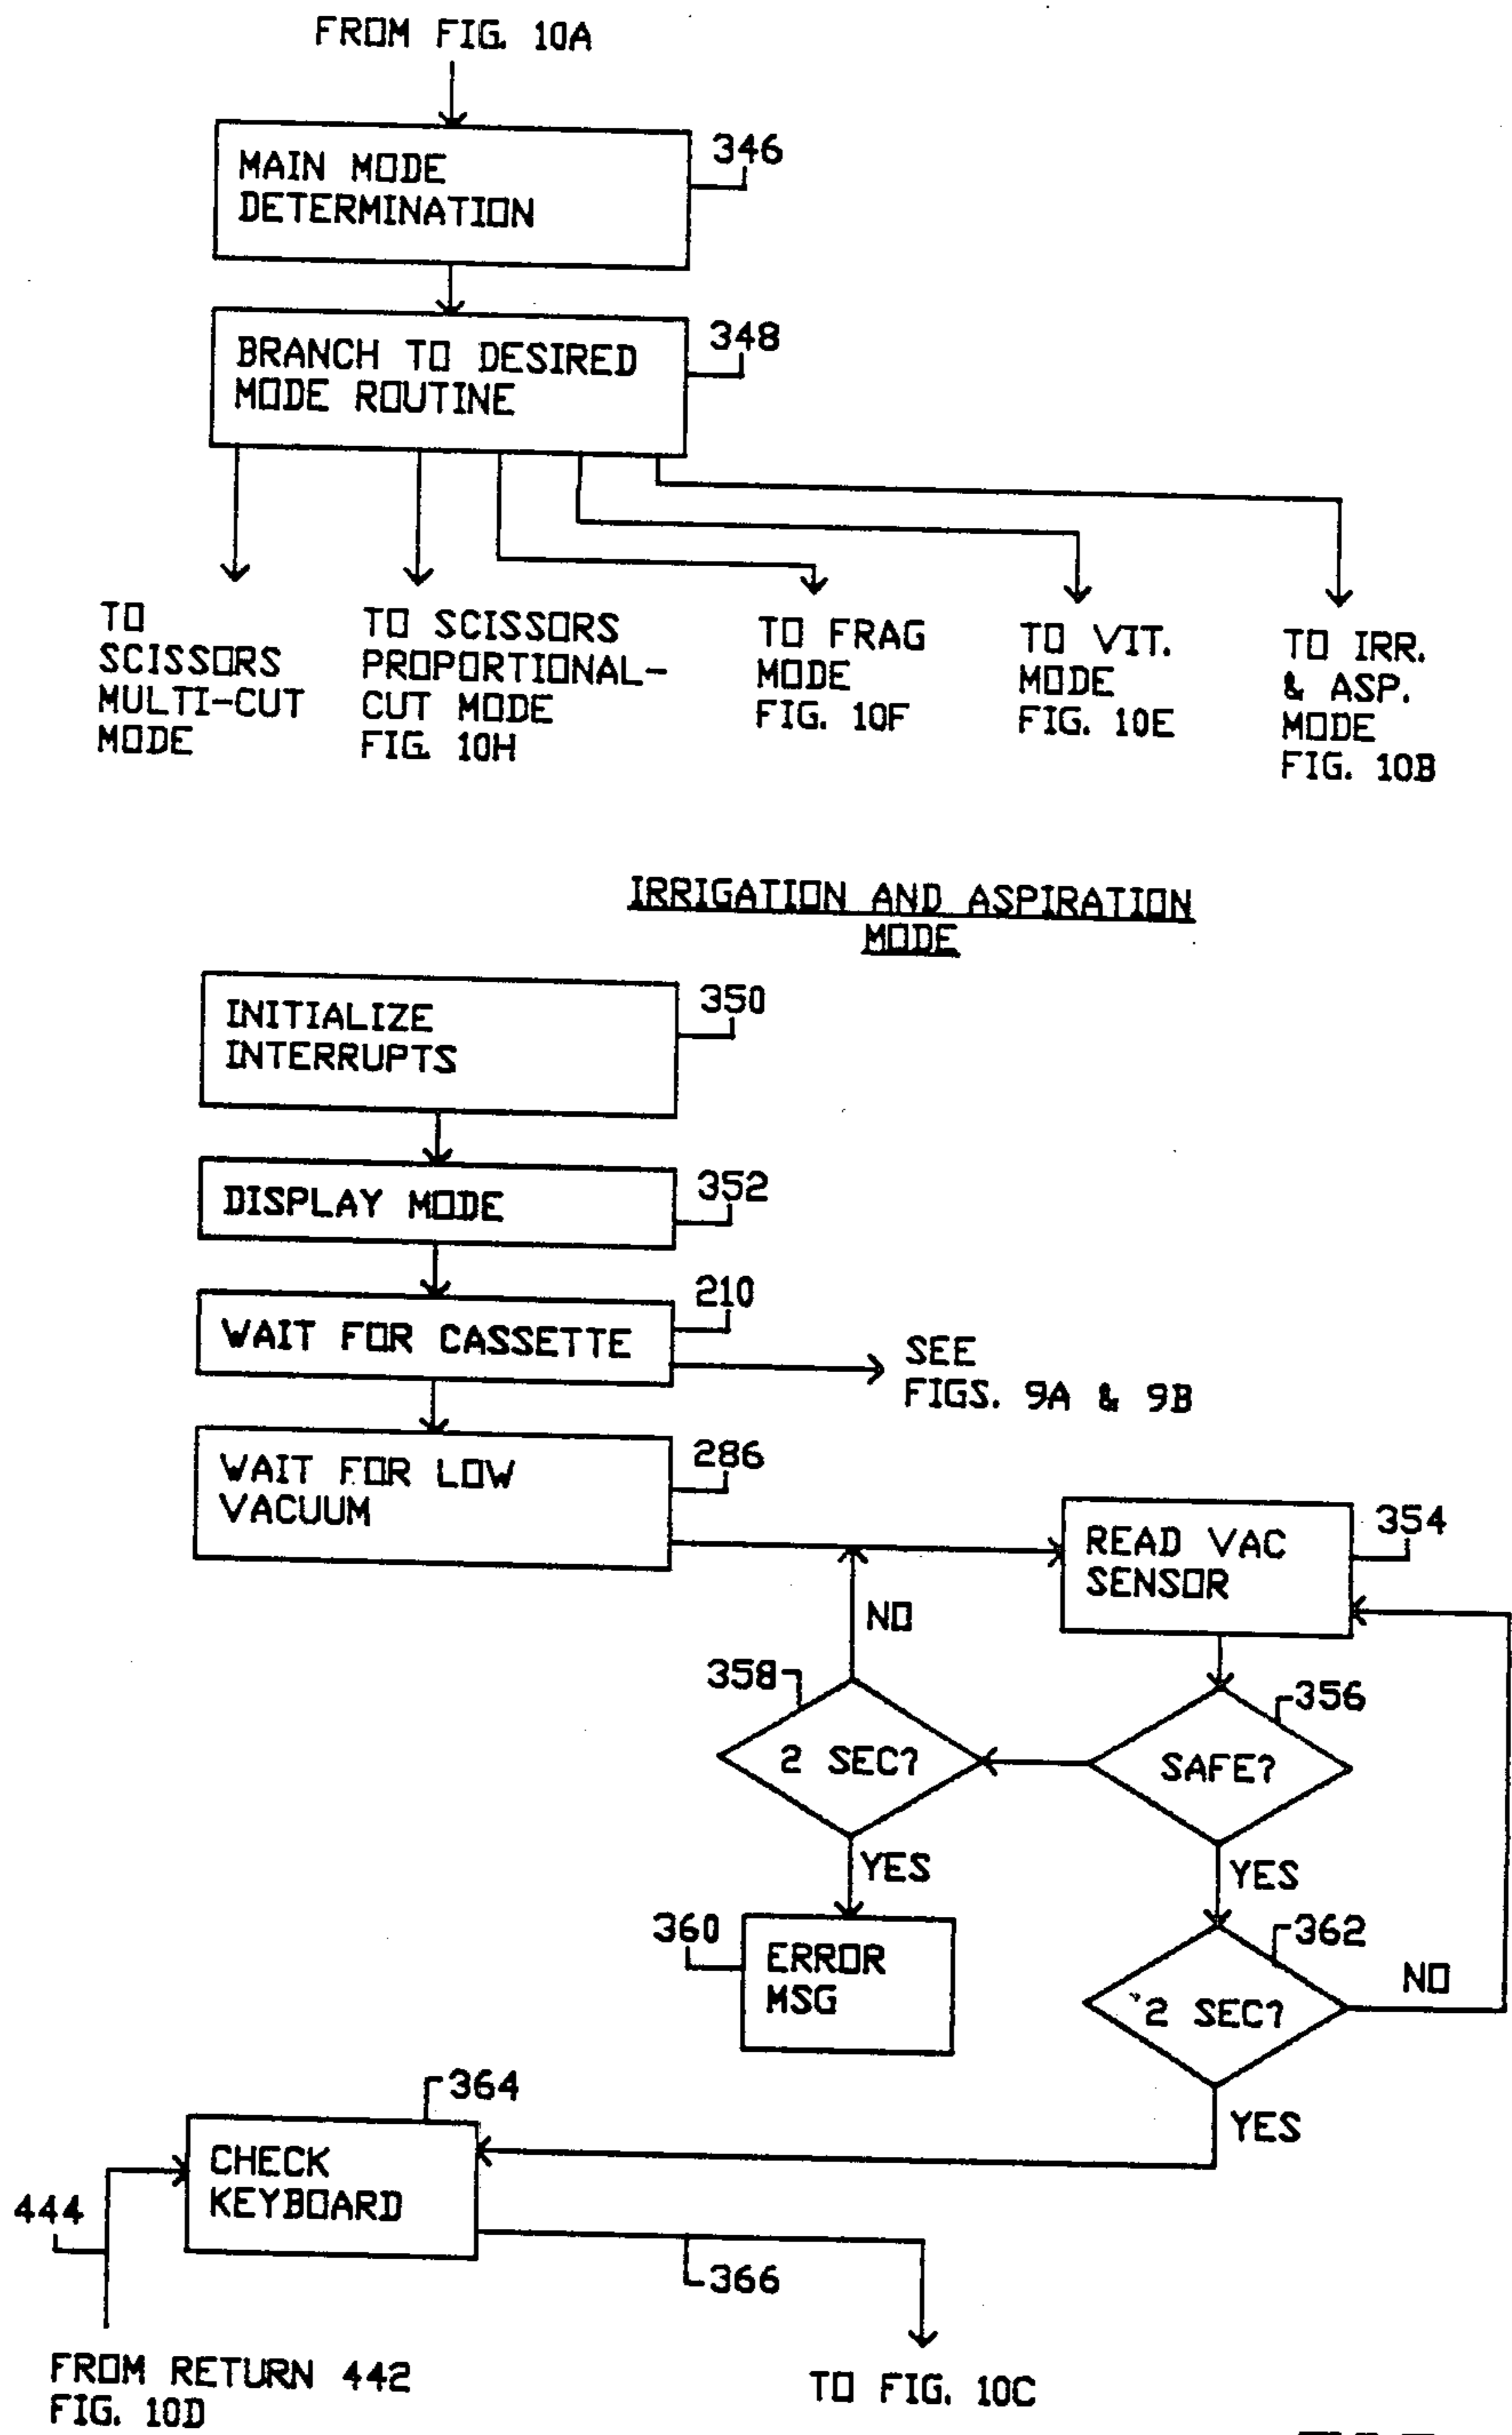 FROM FIG. 10A
MAIN MODE
DETERMINATION
346
BRANCH TO DESIRED
MODE ROUTINE
348
TO
SCISSORS
MULTI-CUT
MODE
TO SCISSORS
PROPORTIONAL-
CUT MODE
FIG. 10H
TO FRAG
MODE
FIG. 10F
TO VIT.
MODE
FIG. 10E
TO IRR.
& ASP.
MODE
FIG. 10B
IRRIGATION AND ASPIRATION
MODE
INITIALIZE
INTERRUPTS
350
DISPLAY MODE
352
WAIT FOR CASSETTE
210
SEE
FIGS. 9A & 9B
WAIT FOR LOW
VACUUM
286
READ VAC
SENSOR
354
NO
358
2 SEC?
356
SAFE?
YES
YES
360
ERROR
MSG
362
2 SEC?
NO
YES
364
CHECK
KEYBOARD
444
366
FROM RETURN 442
FIG. 10D
TO FIG. 10C